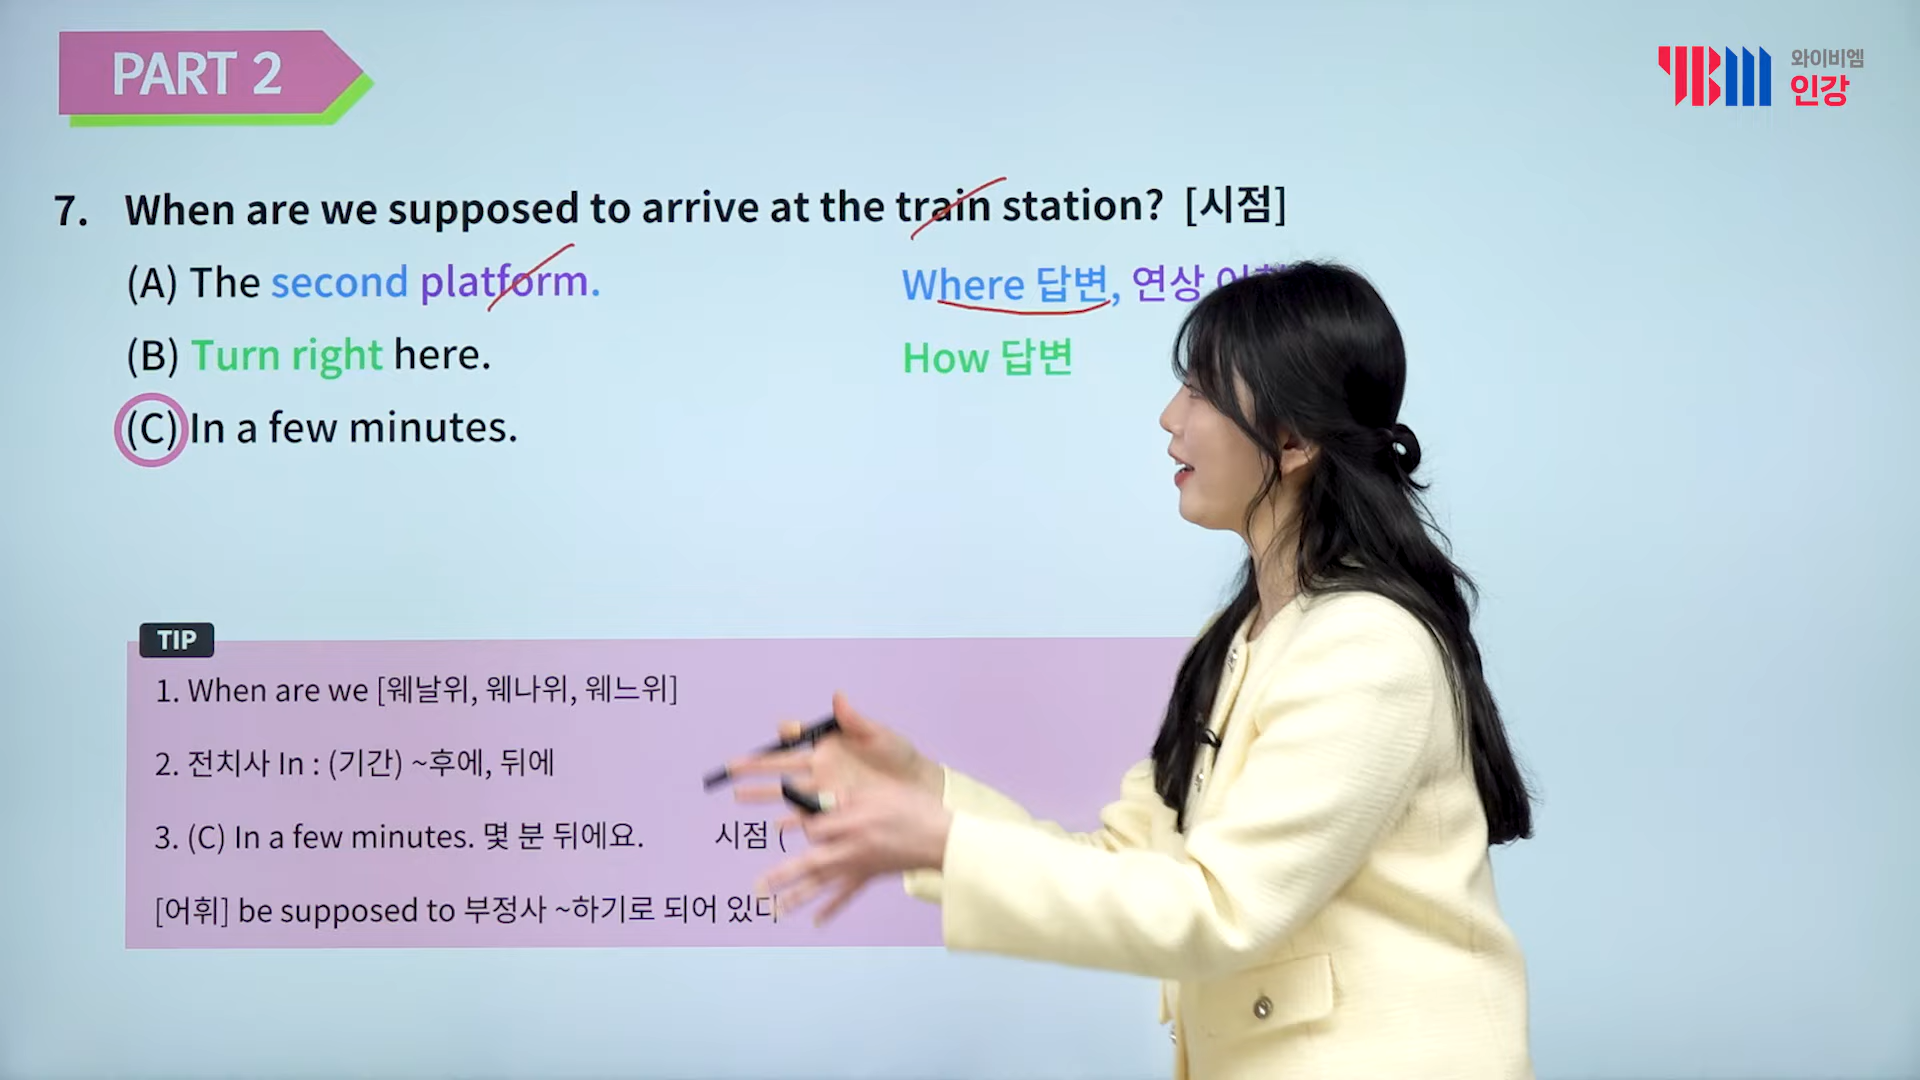 PART 2
YBM 와이비엠
인강
7. When are we supposed to arrive at the train station? [시점]
(A) The second platform. Where 답변, 연상
(B) Turn right here. How 답변
(C) In a few minutes.
TIP
1. When are we [웨날위, 웨나위, 웨느위]
2. 전치사 In : (기간) ~후에, 뒤에
3. (C) In a few minutes. 몇 분 뒤에요. 시점 (
[어휘] be supposed to 부정사 ~하기로 되어 있다